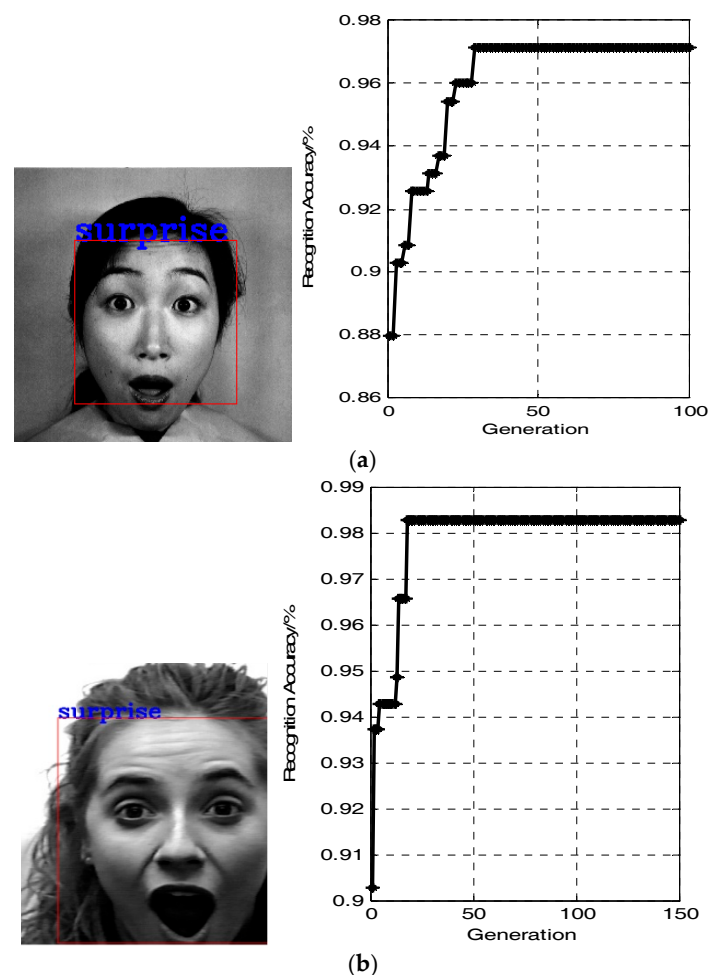 surprise
0.98
0.96
0.94
0.92
0.9
0.88
0.86
Recognition Accuracy/%
0 50 100
Generation
(a)
surprise
0.99
0.98
0.97
0.96
0.95
0.94
0.93
0.92
0.91
0.9
Recognition Accuracy/%
0 50 100 150
Generation
(b)